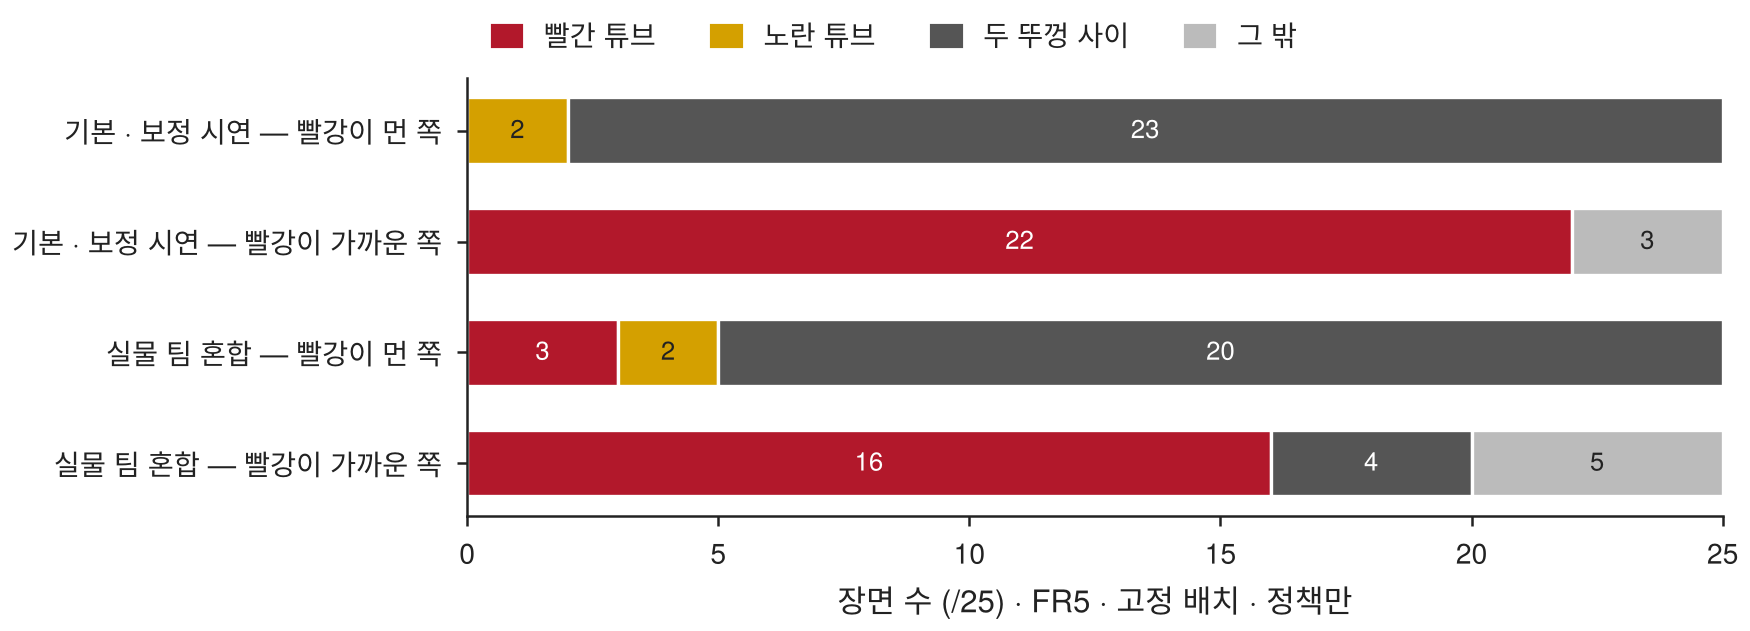 빨간 튜브 노란 튜브 두 뚜껑 사이 그 밖
기본 · 보정 시연 — 빨강이 먼 쪽 2 23
기본 · 보정 시연 — 빨강이 가까운 쪽 22 3
실물 팀 혼합 — 빨강이 먼 쪽 3 2 20
실물 팀 혼합 — 빨강이 가까운 쪽 16 4 5
0 5 10 15 20 25
장면 수 (/25) · FR5 · 고정 배치 · 정책만